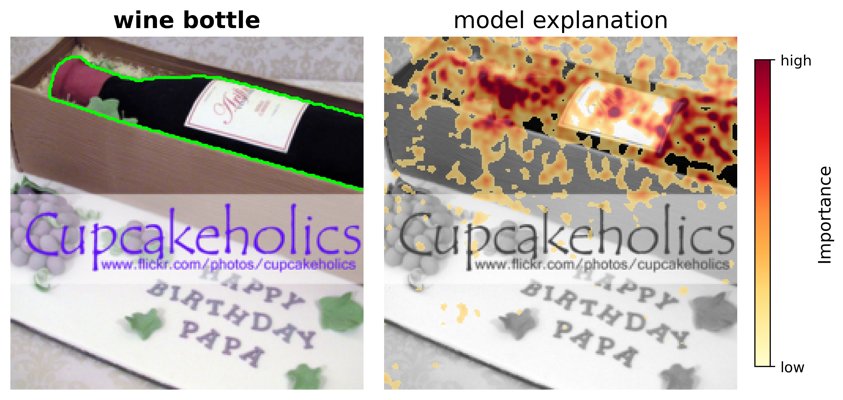 wine bottle
model explanation
Cupcakeholics
www.flickr.com/photos/cupcakeholics
HAPPY
BIRTHDAY
PAPA
Cupcakeholics
www.flickr.com/photos/cupcakeholics
HAPPY
BIRTHDAY
PAPA
high
low
Importance